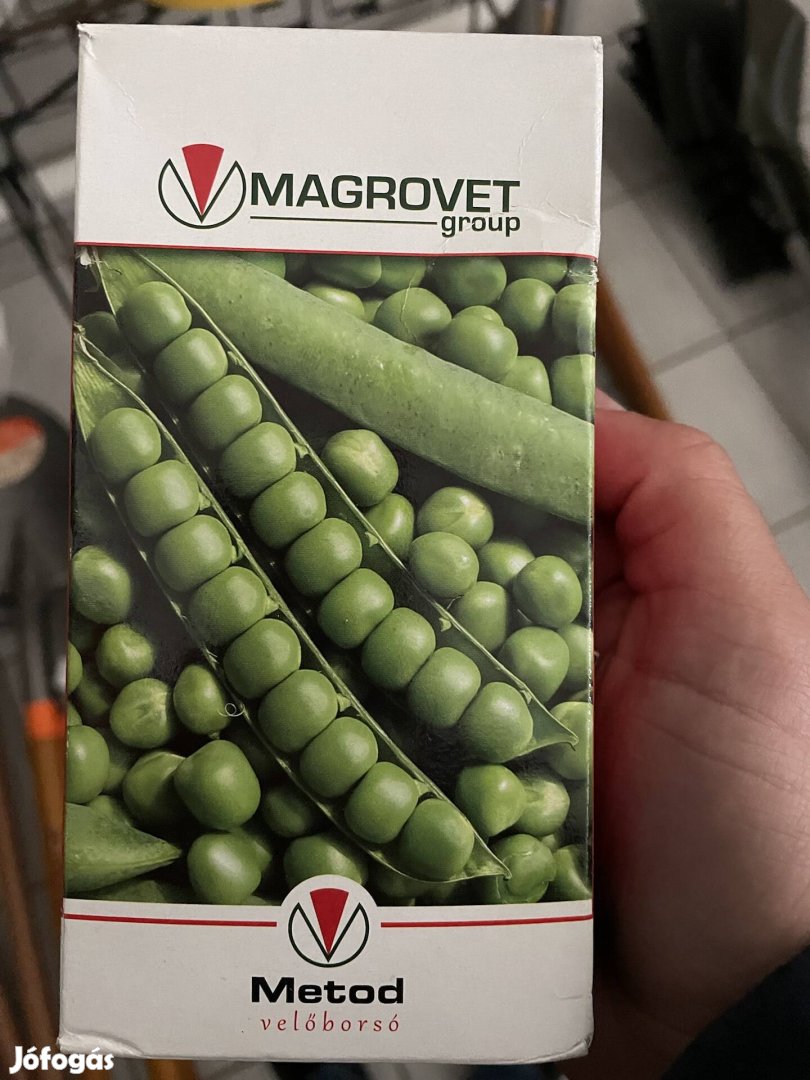 MAGROVET
group
Metod
velőborsó
Jófogás